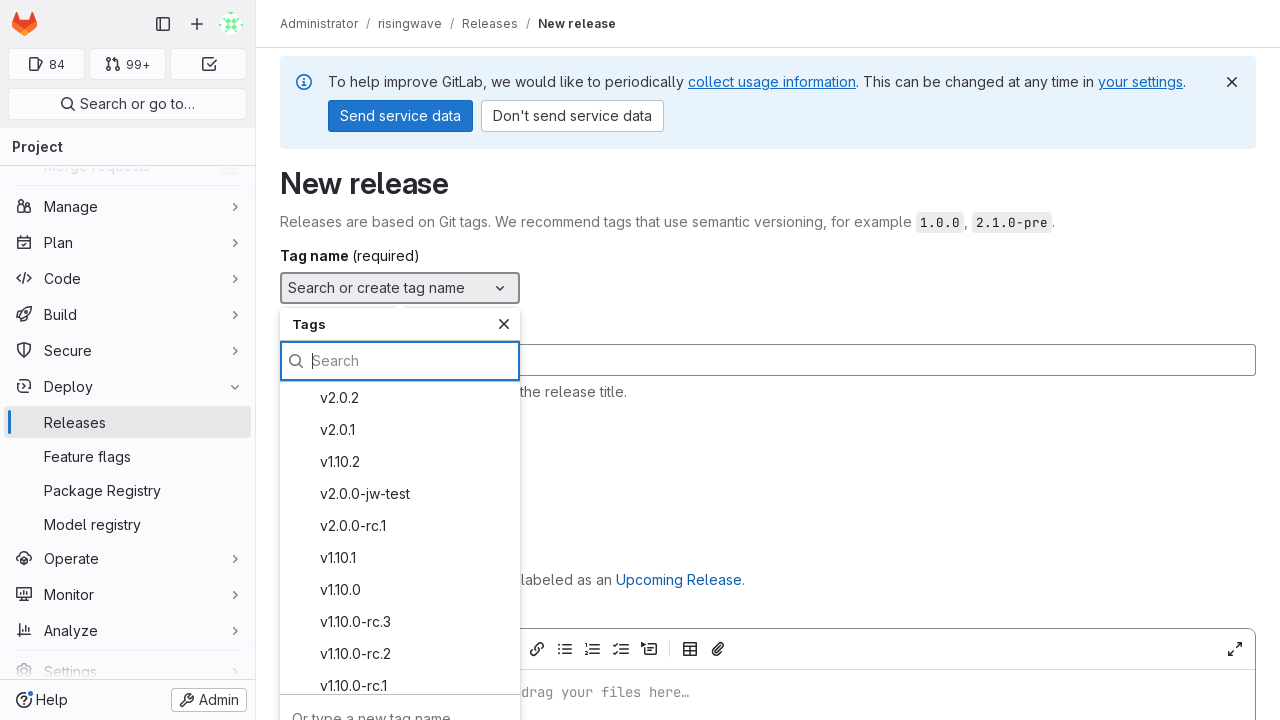 Administrator / risingwave / Releases / New release
84
99+
Search or go to…
Project
Merge requests
Manage
Plan
Code
Build
Secure
Deploy
Releases
Feature flags
Package Registry
Model registry
Operate
Monitor
Analyze
Settings
Help
Admin
To help improve GitLab, we would like to periodically collect usage information. This can be changed at any time in your settings.
Send service data
Don't send service data
New release
Releases are based on Git tags. We recommend tags that use semantic versioning, for example 1.0.0, 2.1.0-pre.
Tag name (required)
Search or create tag name
Tags
Search
the release title.
v2.0.2
v2.0.1
v1.10.2
v2.0.0-jw-test
v2.0.0-rc.1
v1.10.1
v1.10.0
labeled as an Upcoming Release.
v1.10.0-rc.3
v1.10.0-rc.2
v1.10.0-rc.1
drag your files here…
Or type a new tag name